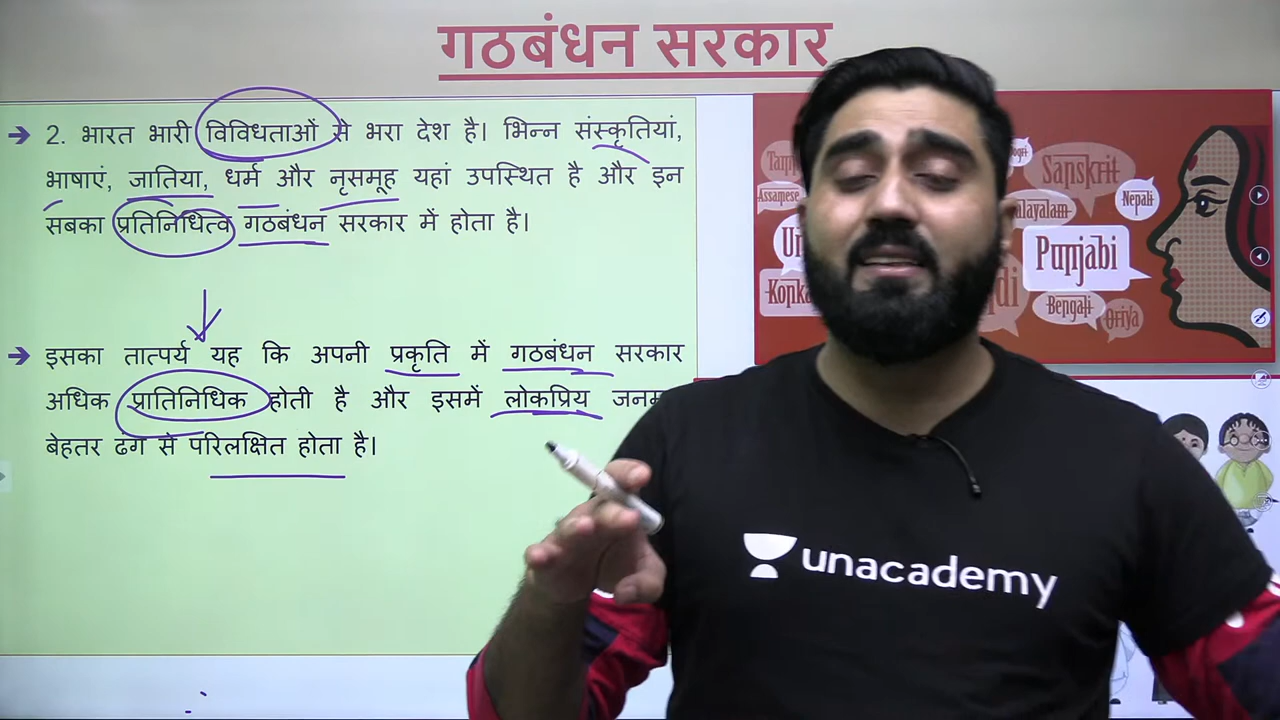 गठबंधन सरकार
➔ 2. भारत भारी विविधताओं से भरा देश है। भिन्न संस्कृतियां,
भाषाएं, जातिया, धर्म और नृसमूह यहां उपस्थित है और इन
सबका प्रतिनिधित्व गठबंधन सरकार में होता है।
➔ इसका तात्पर्य यह कि अपनी प्रकृति में गठबंधन सरकार
अधिक प्रातिनिधिक होती है और इसमें लोकप्रिय
बेहतर ढंग से परिलक्षित होता है।
Sanskrit
Assamese
Nepali
Punjabi
Bengali
Oriya
unacademy